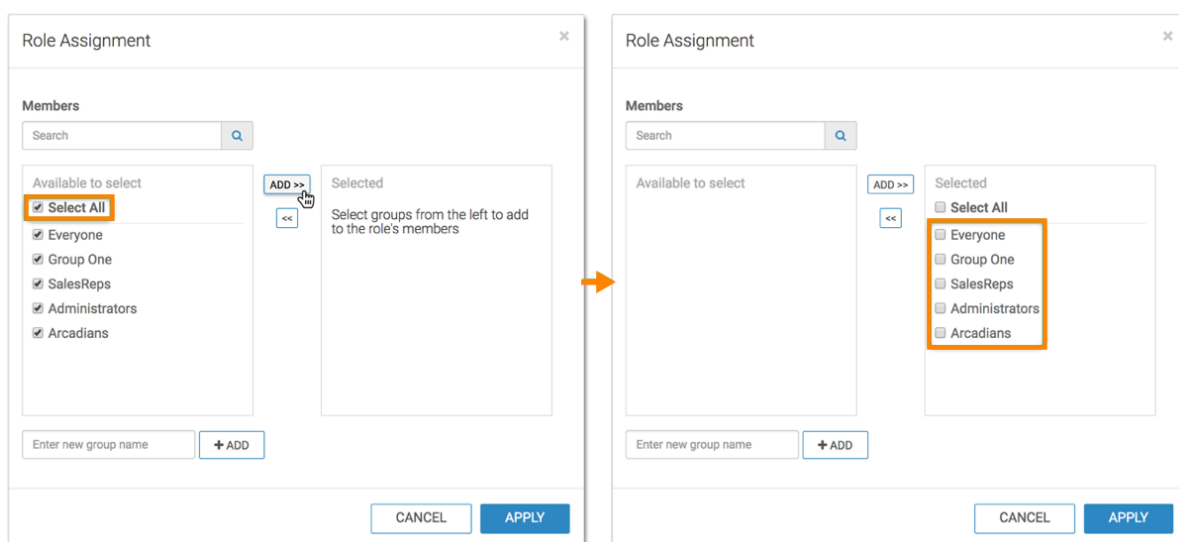 Role Assignment
×
Members
Search
Available to select
Select All
Everyone
Group One
SalesReps
Administrators
Arcadians
ADD >>
<<
Selected
Select groups from the left to add
to the role's members
Enter new group name
+ ADD
CANCEL
APPLY
Role Assignment
×
Members
Search
Available to select
ADD >>
<<
Selected
Select All
Everyone
Group One
SalesReps
Administrators
Arcadians
Enter new group name
+ ADD
CANCEL
APPLY